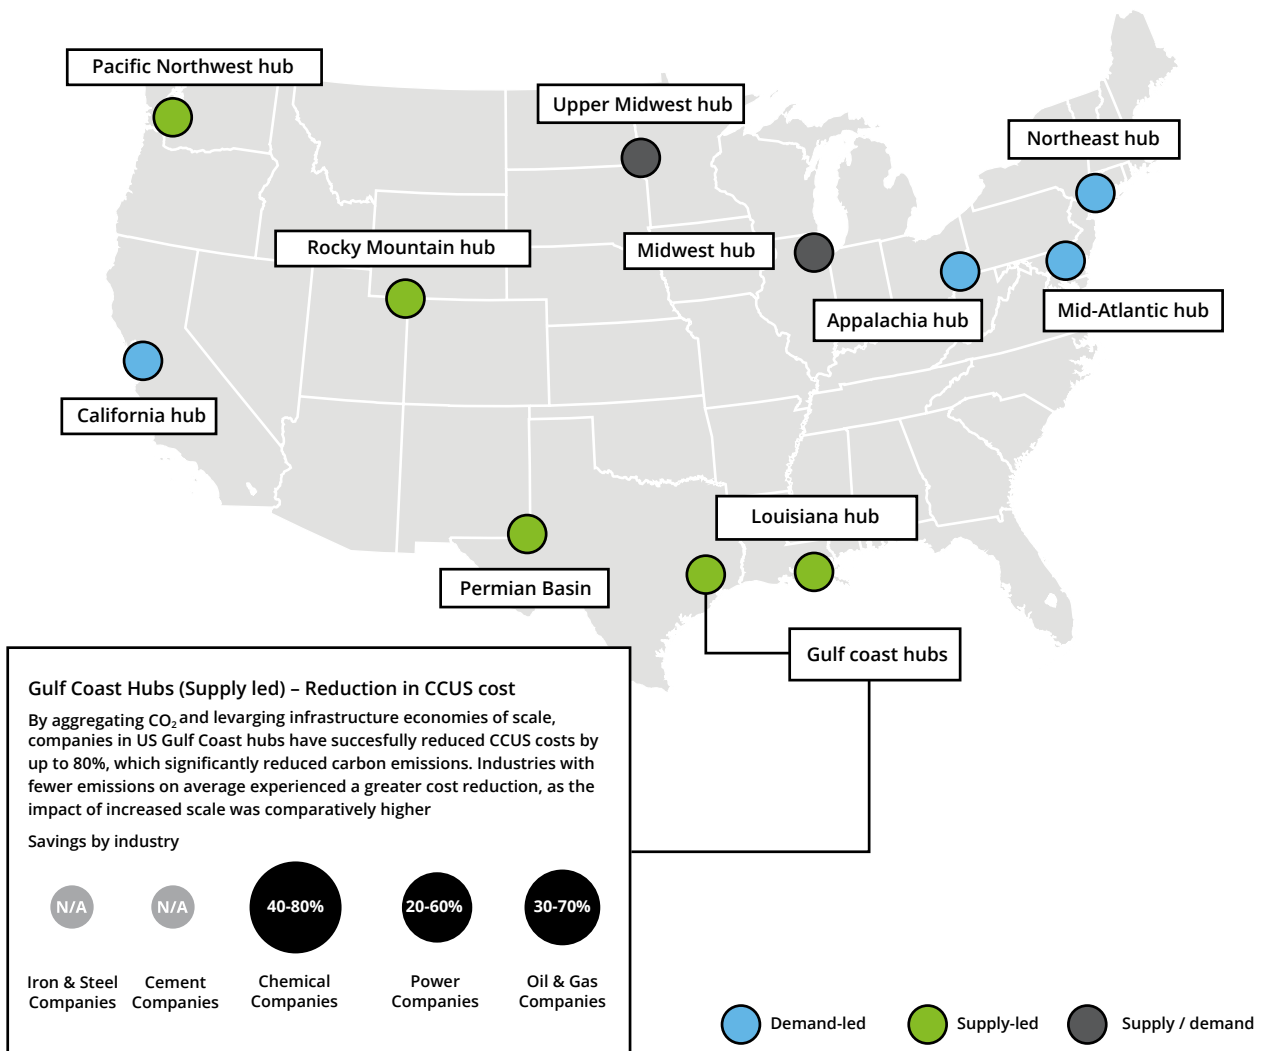 Pacific Northwest hub
Upper Midwest hub
Northeast hub
Rocky Mountain hub
Midwest hub
Appalachia hub
Mid-Atlantic hub
California hub
Louisiana hub
Permian Basin
Gulf coast hubs
Gulf Coast Hubs (Supply led) – Reduction in CCUS cost
By aggregating CO₂ and levarging infrastructure economies of scale,
companies in US Gulf Coast hubs have succesfully reduced CCUS costs by
up to 80%, which significantly reduced carbon emissions. Industries with
fewer emissions on average experienced a greater cost reduction, as the
impact of increased scale was comparatively higher
Savings by industry
N/A
N/A
40-80%
20-60%
30-70%
Iron & Steel
Companies
Cement
Companies
Chemical
Companies
Power
Companies
Oil & Gas
Companies
Demand-led
Supply-led
Supply / demand